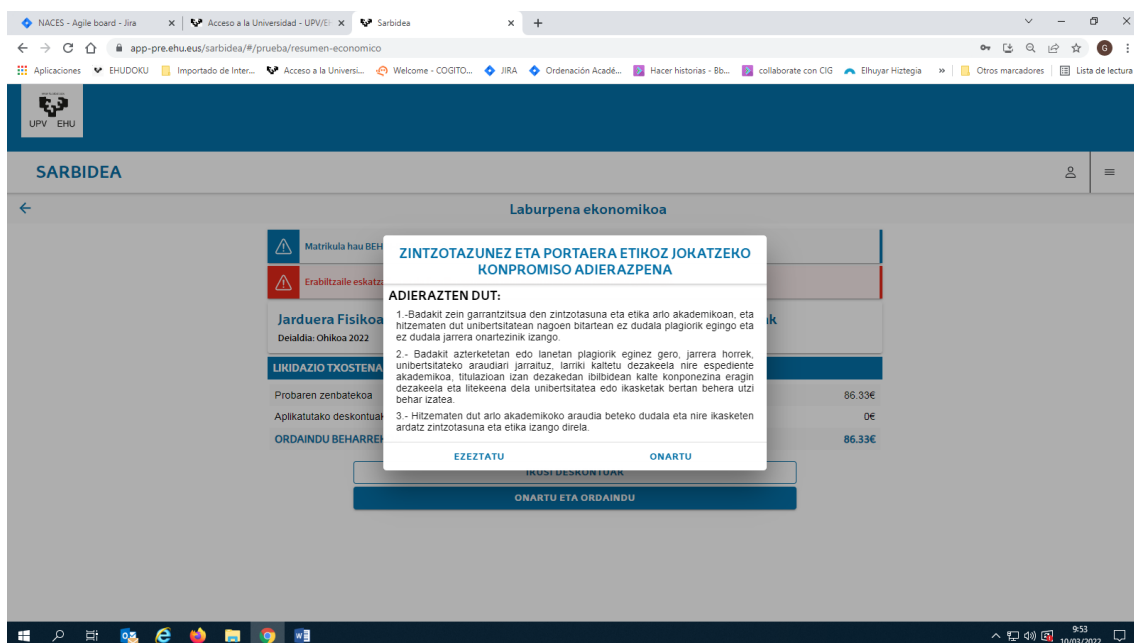 NACES - Agile board - Jira
Acceso a la Universidad - UPV/E
Sarbidea
app-pre.ehu.eus/sarbidea/#/prueba/resumen-economico
G
Aplicaciones EHUDOKU Importado de Inter... Acceso a la Universi... Welcome - COGITO... JIRA Ordenación Acadé... Hacer historias - Bb... collaborate con CIG Elhuyar Hiztegia » Otros marcadores Lista de lectura
UPV EHU
SARBIDEA
Laburpena ekonomikoa
Matrikula hau BEH
Erabiltzaile eskatza
Jarduera Fisikoa
Deialdia: Ohikoa 2022
LIKIDAZIO TXOSTENA
Probaren zenbatekoa 86.33€
Aplikatutako deskontuak 0€
ORDAINDU BEHARREK 86.33€
ZINTZOTAZUNEZ ETA PORTAERA ETIKOZ JOKATZEKO
KONPROMISO ADIERAZPENA
ADIERAZTEN DUT:
1.-Badakit zein garrantzitsua den zintzotasuna eta etika arlo akademikoan, eta
hitzematen dut unibertsitatean nagoen bitartean ez dudala plagiorik egingo eta
ez dudala jarrera onartezinik izango.
2.- Badakit azterketetan edo lanetan plagiorik eginez gero, jarrera horrek,
unibertsitateko araudiari jarraituz, larriki kaltetu dezakeela nire espediente
akademikoa, titulazioan izan dezakedan ibilbidean kalte konponezina eragin
dezakeela eta litekeena dela unibertsitatea edo ikasketak bertan behera utzi
behar izatea.
3.- Hitzematen dut arlo akademikoko araudia beteko dudala eta nire ikasketen
ardatz zintzotasuna eta etika izango direla.
EZEZTATU ONARTU
IKUSI DESKONTUAK
ONARTU ETA ORDAINDU
9:53
10/03/2022